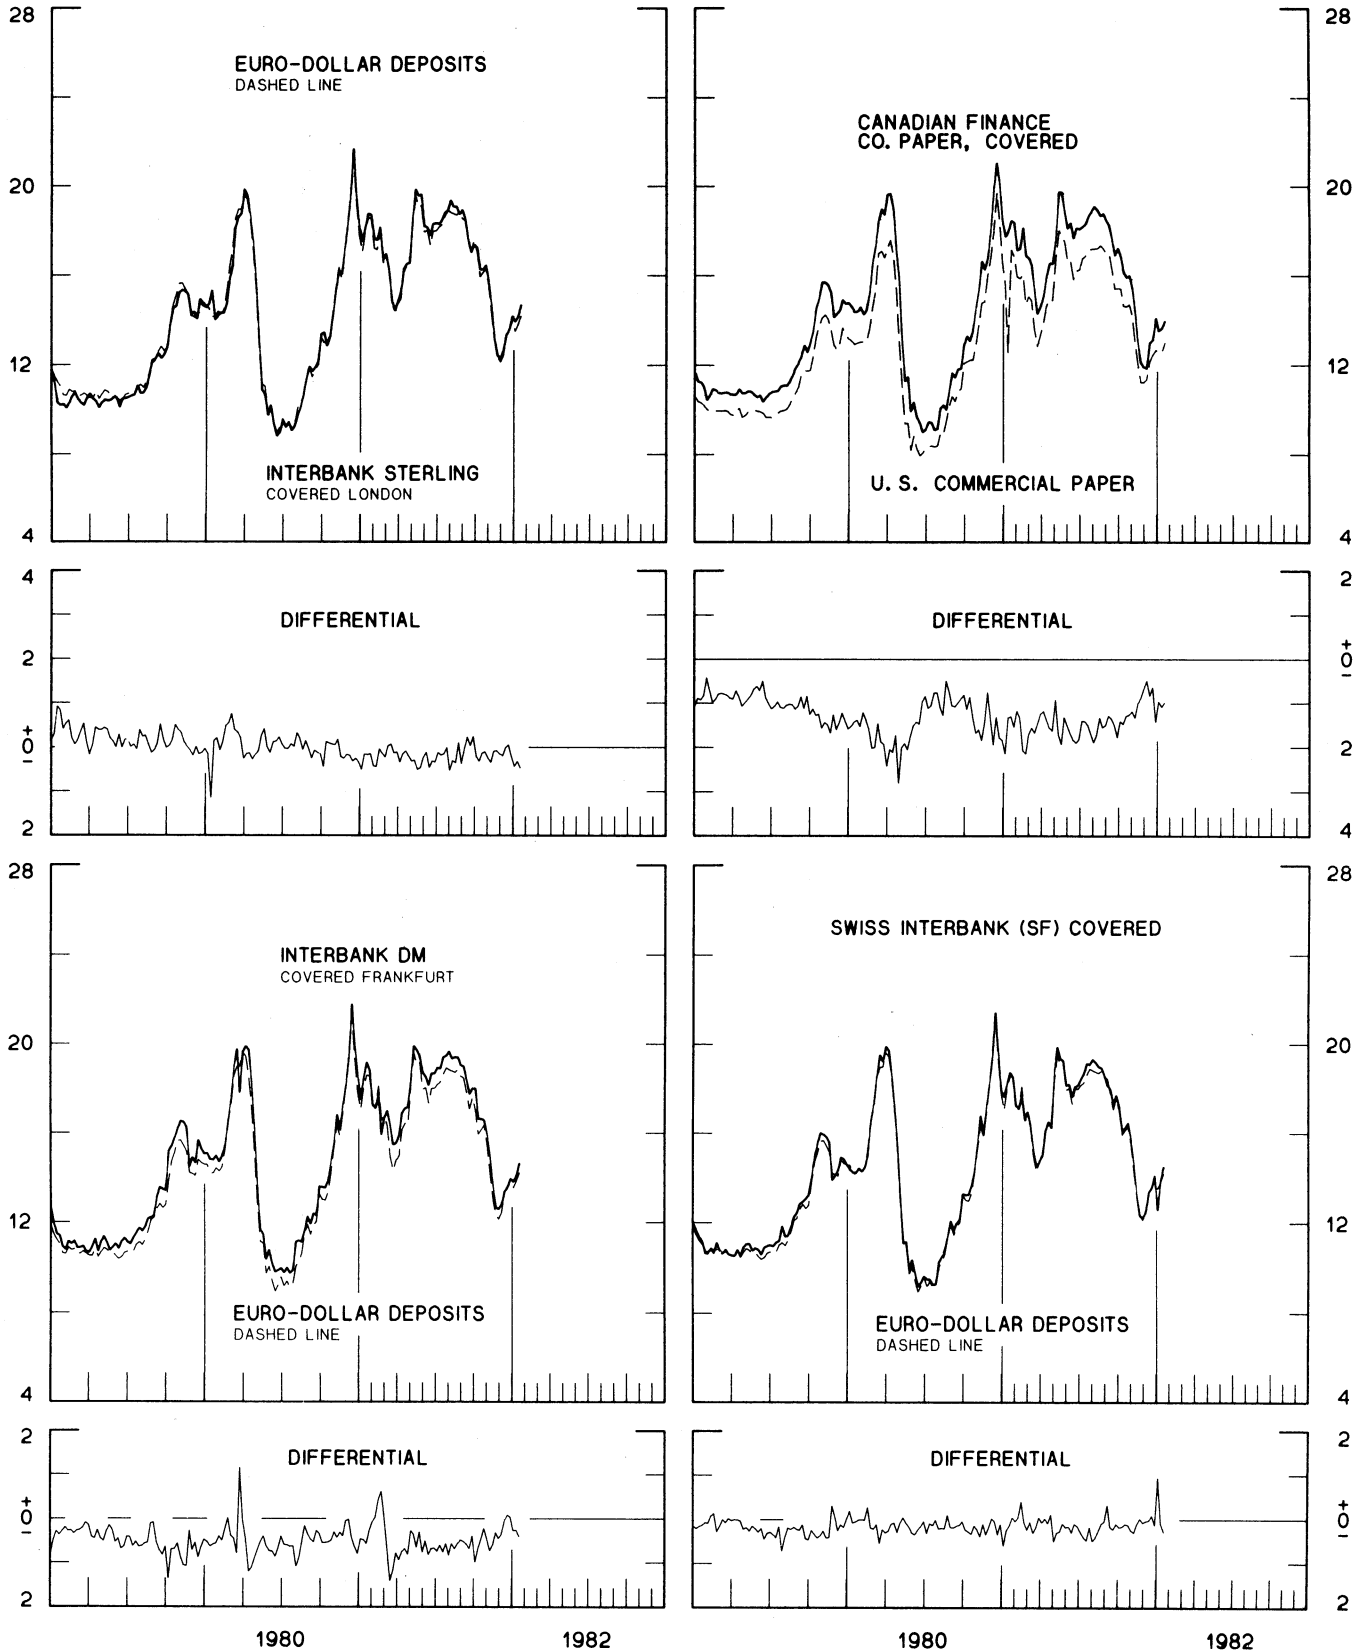 28
20
12
4
EURO-DOLLAR DEPOSITS
DASHED LINE
INTERBANK STERLING
COVERED LONDON
CANADIAN FINANCE
CO. PAPER, COVERED
U. S. COMMERCIAL PAPER
28
20
12
4
4
2
+
0
−
2
DIFFERENTIAL
DIFFERENTIAL
2
+
0
−
2
4
28
20
12
4
INTERBANK DM
COVERED FRANKFURT
EURO-DOLLAR DEPOSITS
DASHED LINE
SWISS INTERBANK (SF) COVERED
EURO-DOLLAR DEPOSITS
DASHED LINE
28
20
12
4
2
+
0
−
2
DIFFERENTIAL
DIFFERENTIAL
2
+
0
−
2
1980 1982
1980 1982